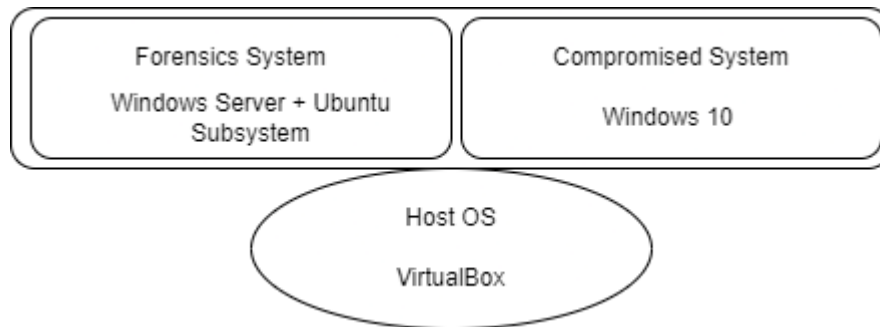 Forensics System
Windows Server + Ubuntu
Subsystem
Compromised System
Windows 10
Host OS
VirtualBox